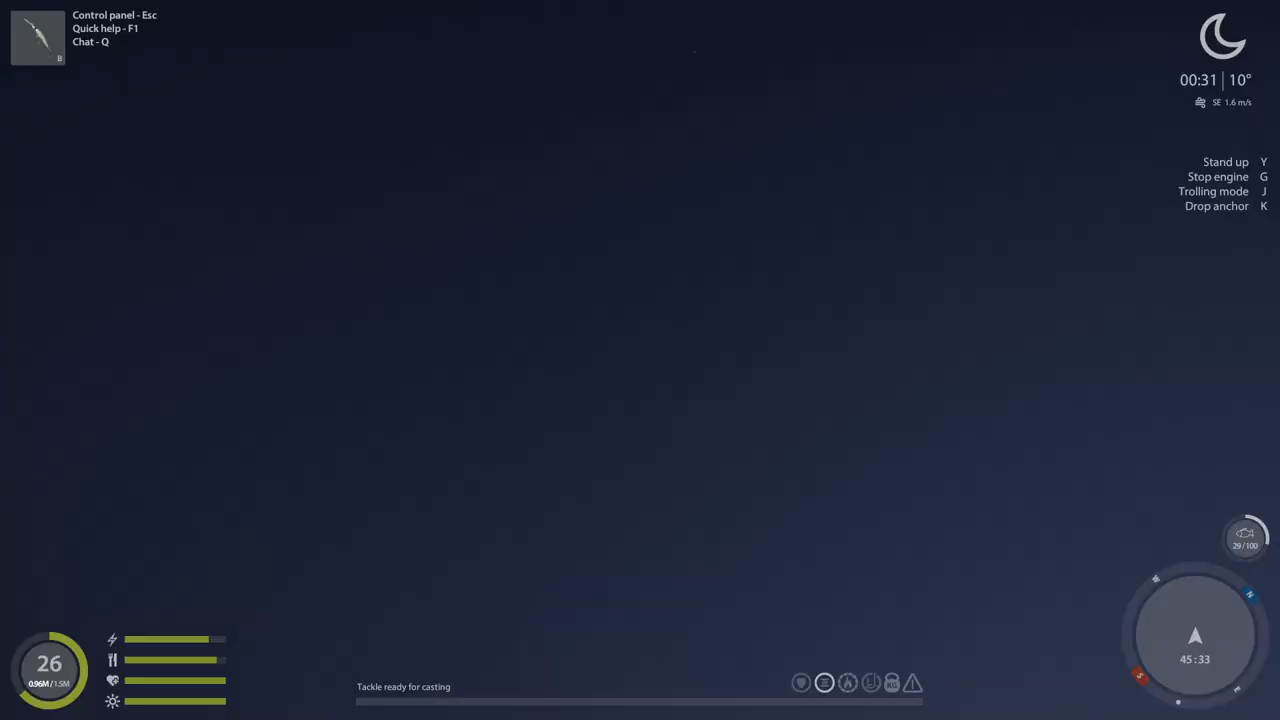 Control panel - Esc
Quick help - F1
Chat - Q
B
00:31 | 10°
SE 1.6 m/s
Stand up Y
Stop engine G
Trolling mode J
Drop anchor K
29/100
W
N
45:33
S
E
26
0.96M/1.5M
Tackle ready for casting